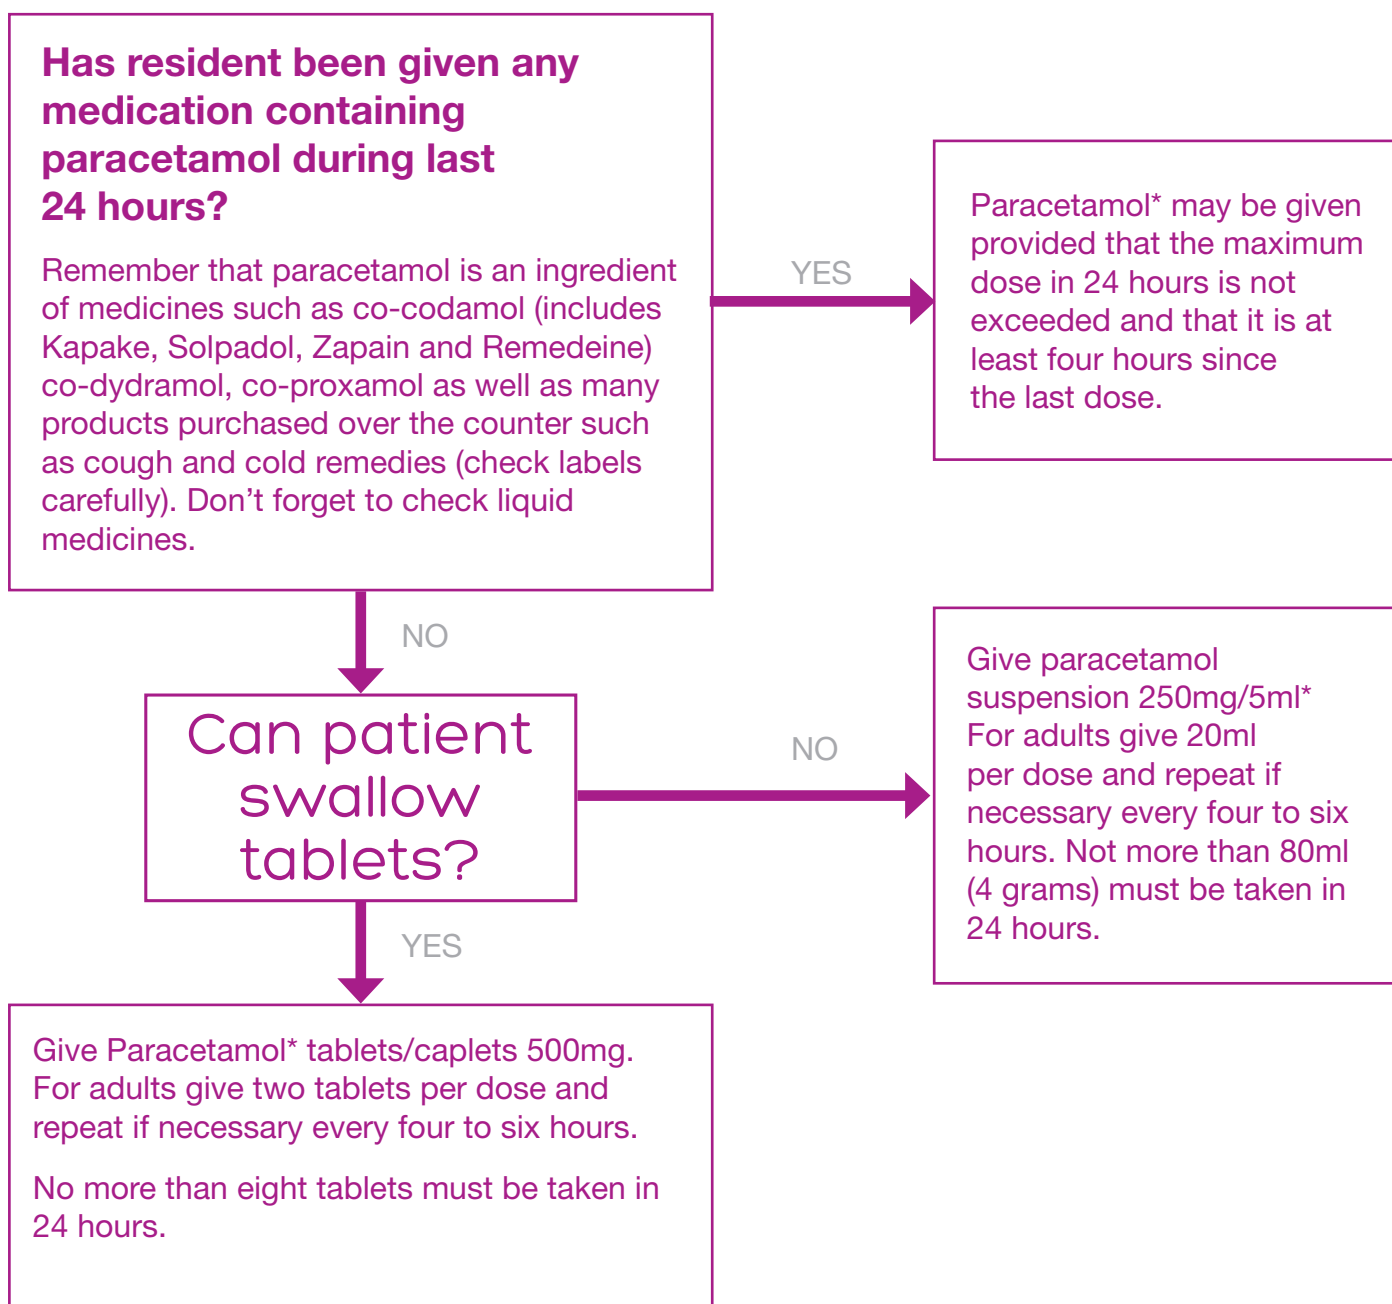 Has resident been given any
medication containing
paracetamol during last
24 hours?
Remember that paracetamol is an ingredient
of medicines such as co-codamol (includes
Kapake, Solpadol, Zapain and Remedeine)
co-dydramol, co-proxamol as well as many
products purchased over the counter such
as cough and cold remedies (check labels
carefully). Don’t forget to check liquid
medicines.
YES
Paracetamol* may be given
provided that the maximum
dose in 24 hours is not
exceeded and that it is at
least four hours since
the last dose.
NO
Can patient
swallow
tablets?
NO
Give paracetamol
suspension 250mg/5ml*
For adults give 20ml
per dose and repeat if
necessary every four to six
hours. Not more than 80ml
(4 grams) must be taken in
24 hours.
YES
Give Paracetamol* tablets/caplets 500mg.
For adults give two tablets per dose and
repeat if necessary every four to six hours.
No more than eight tablets must be taken in
24 hours.